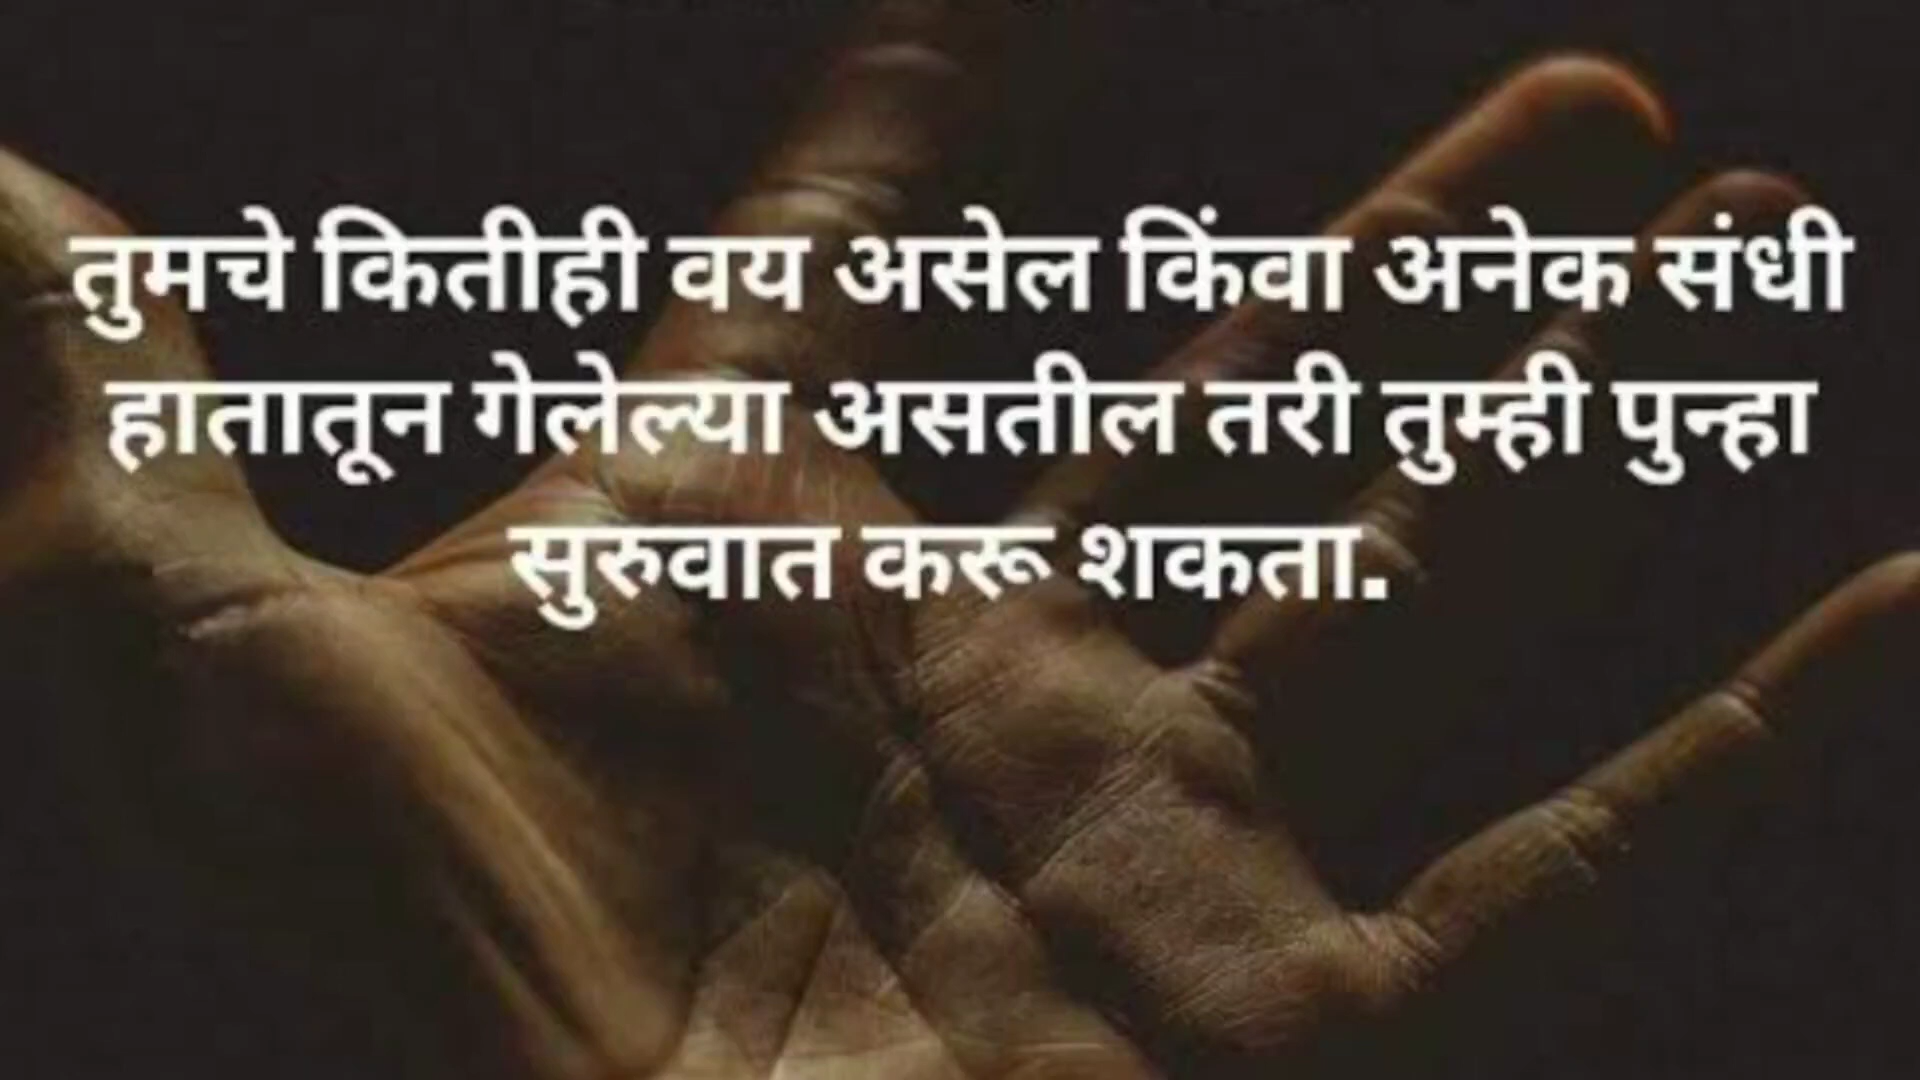 तुमचे कितीही वय असेल किंवा अनेक संधी
हातातून गेलेल्या असतील तरी तुम्ही पुन्हा
सुरुवात करू शकता.